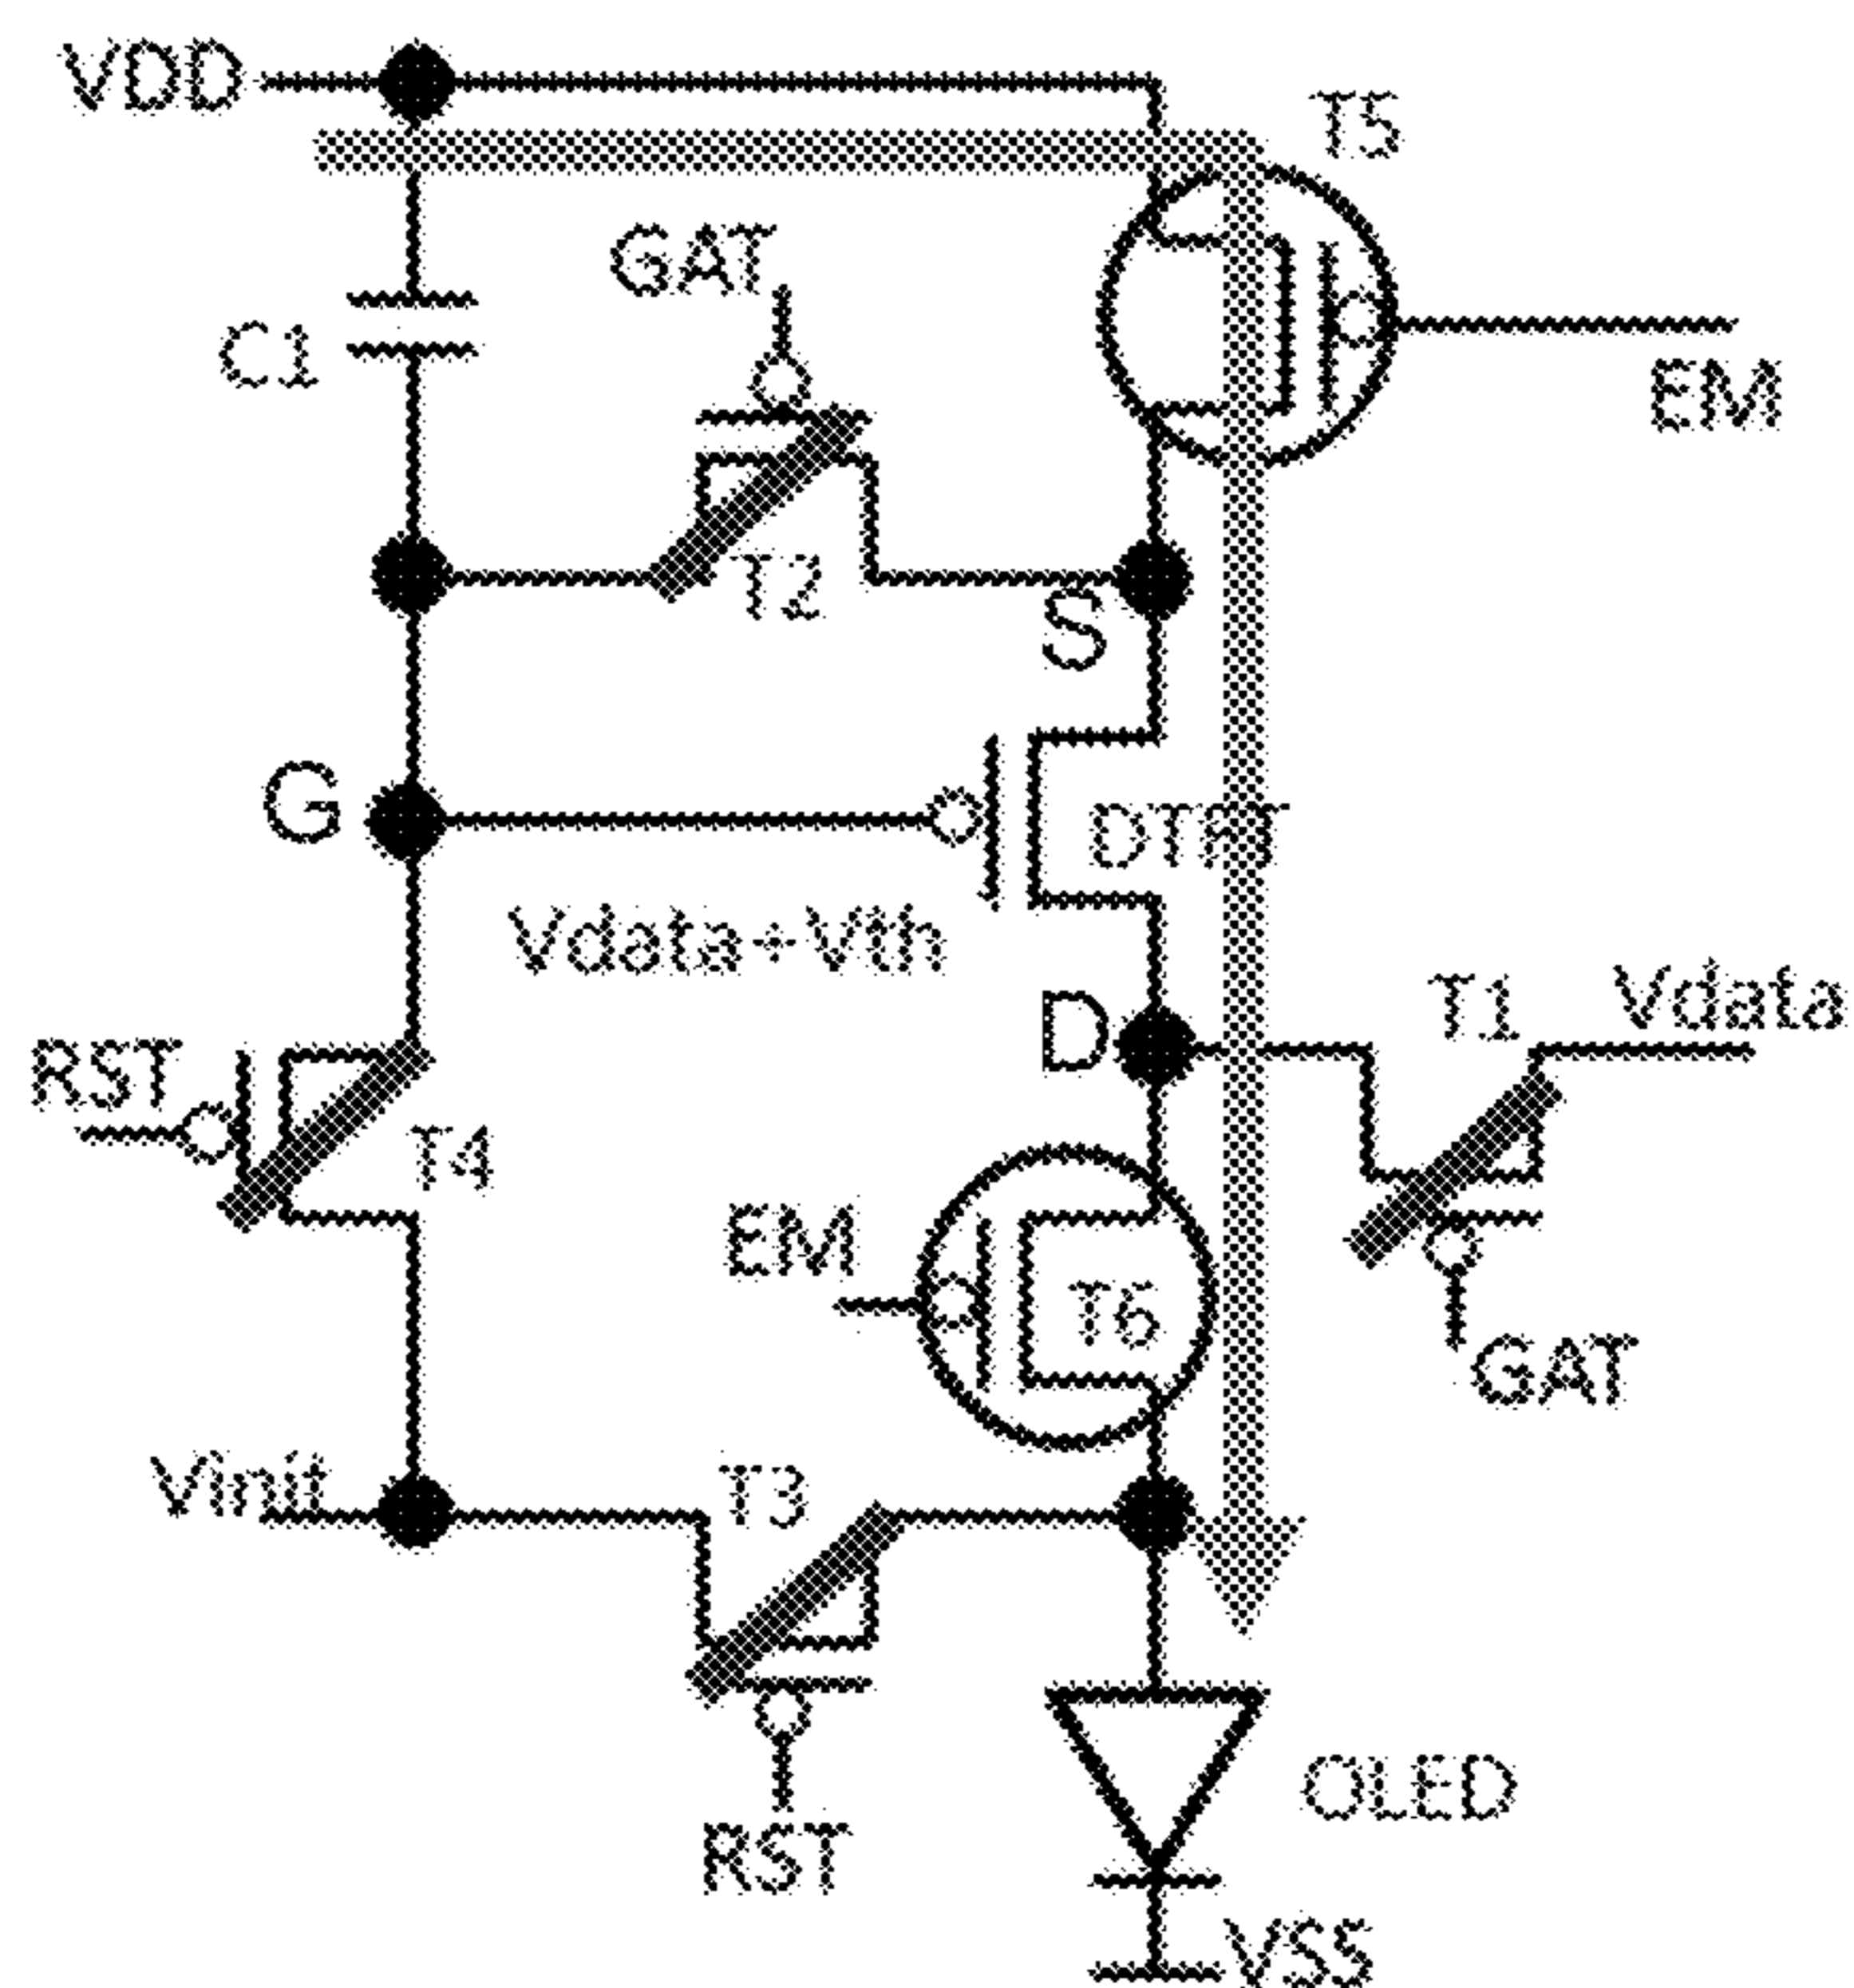 VDD
T5
GAT
C1
EM
T2
S
G
DTFT
Vdata+Vth
D
T1
Vdata
RST
T4
EM
T6
GAT
Vinit
T3
OLED
RST
VSS